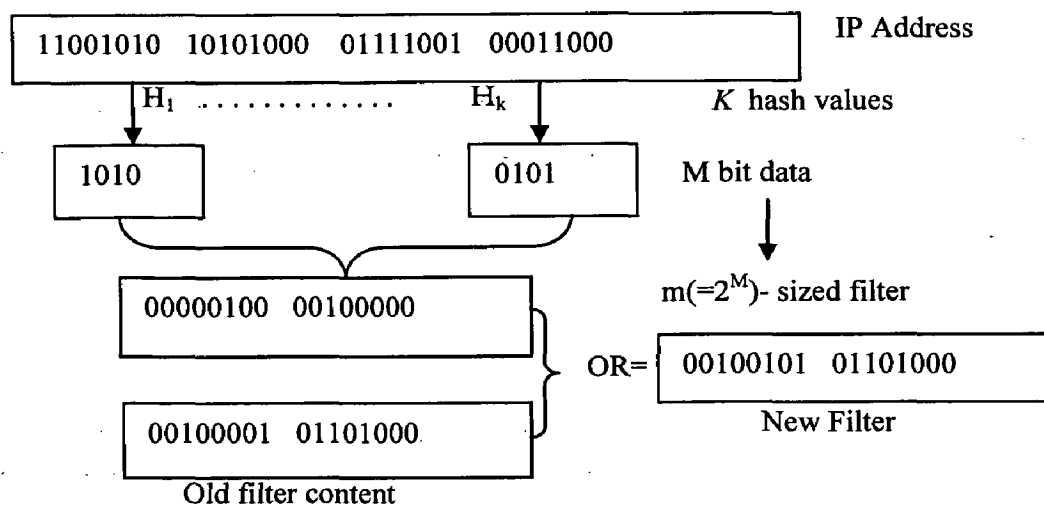 11001010 10101000 01111001 00011000 IP Address
H₁ ............. Hₖ K hash values
1010 0101 M bit data
00000100 00100000 m(=2ᴹ)- sized filter
OR= 00100101 01101000
00100001 01101000 New Filter
Old filter content